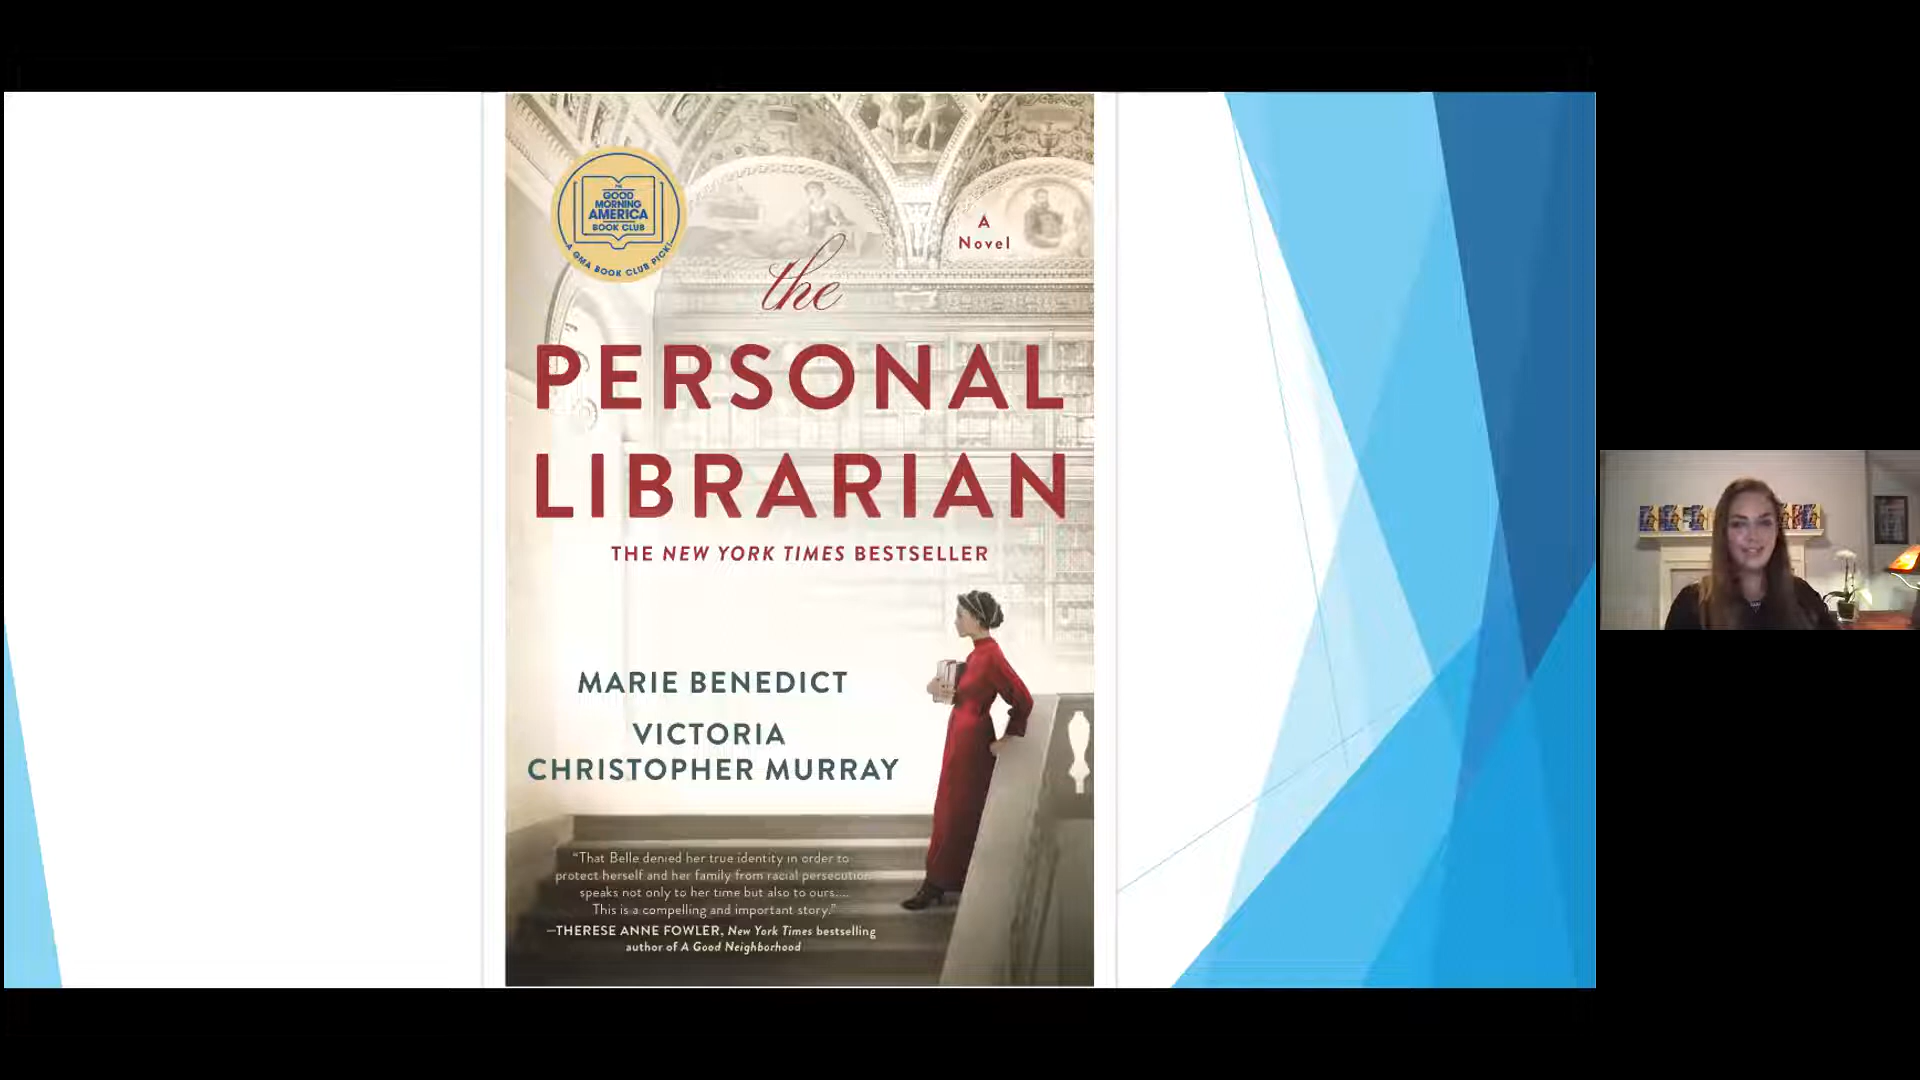 THE
GOOD
MORNING
AMERICA
BOOK CLUB
A GMA BOOK CLUB PICK!
A
Novel
the
PERSONAL
LIBRARIAN
THE NEW YORK TIMES BESTSELLER
MARIE BENEDICT
VICTORIA
CHRISTOPHER MURRAY
“That Belle denied her true identity in order to
protect herself and her family from racial persecution
speaks not only to her time but also to ours....
This is a compelling and important story.”
—THERESE ANNE FOWLER, New York Times bestselling
author of A Good Neighborhood